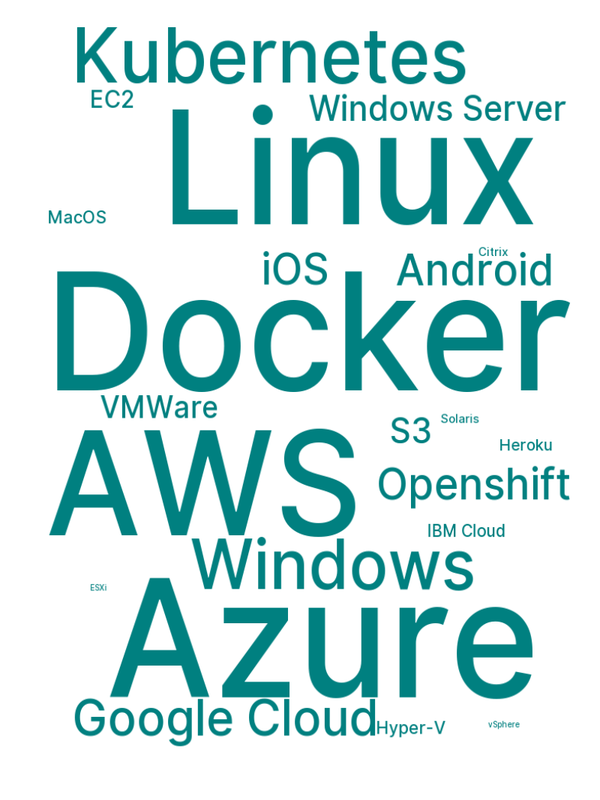 Kubernetes
EC2
Windows Server
Linux
MacOS
iOS
Citrix
Android
Docker
VMWare
S3
Solaris
Heroku
AWS
Openshift
IBM Cloud
Windows
ESXi
Azure
Google Cloud
Hyper-V
vSphere